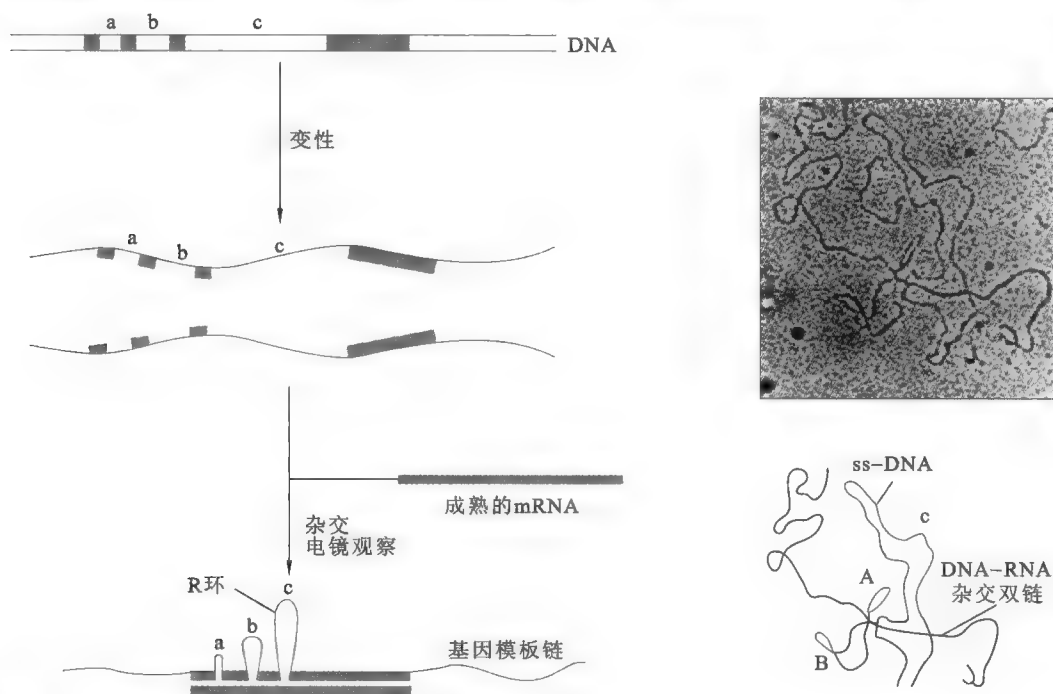 a b c
DNA
变性
a b c
成熟的mRNA
杂交
电镜观察
R环
a b c
基因模板链
ss-DNA
c
A
DNA-RNA
杂交双链
B